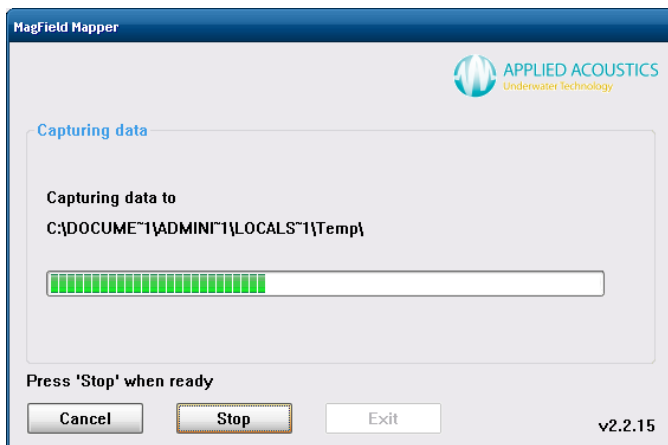 MagField Mapper
APPLIED ACOUSTICS
Underwater Technology
Capturing data
Capturing data to
C:\DOCUME~1\ADMINI~1\LOCALS~1\Temp\
Press 'Stop' when ready
Cancel
Stop
Exit
v2.2.15